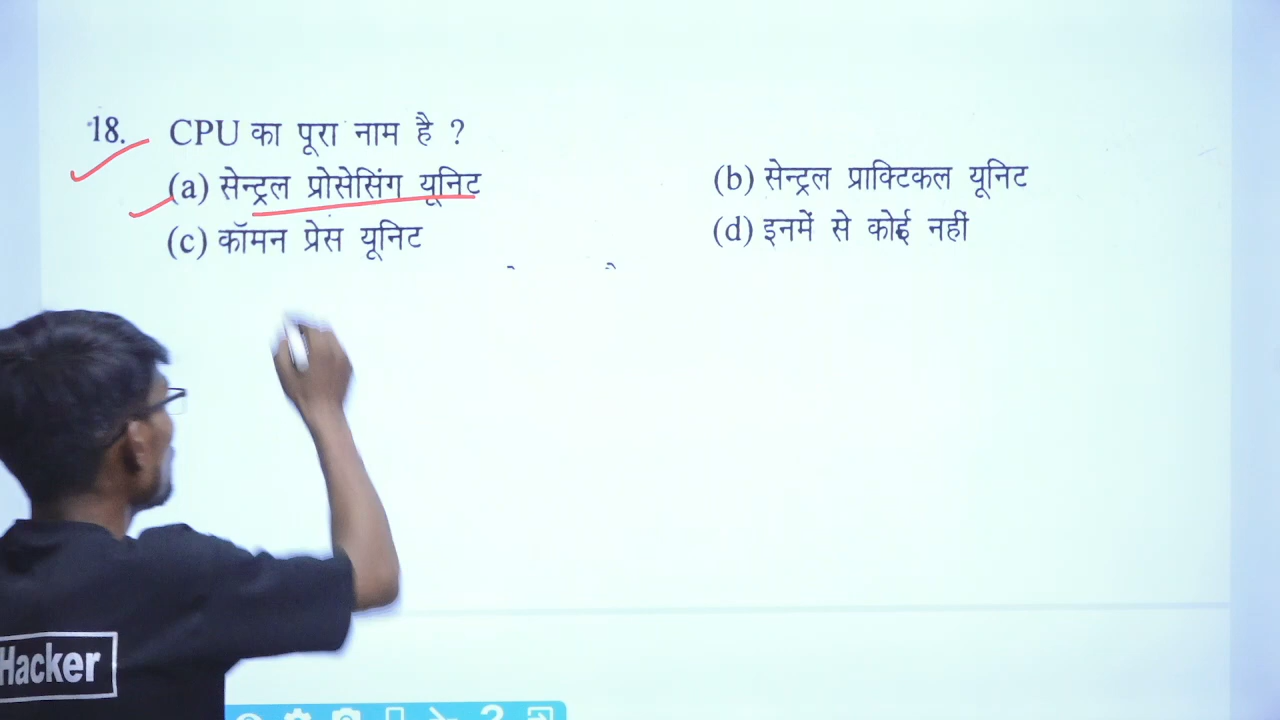 18. CPU का पूरा नाम है ?
(a) सेन्ट्रल प्रोसेसिंग यूनिट (b) सेन्ट्रल प्राक्टिकल यूनिट
(c) कॉमन प्रेस यूनिट (d) इनमें से कोई नहीं
Hacker